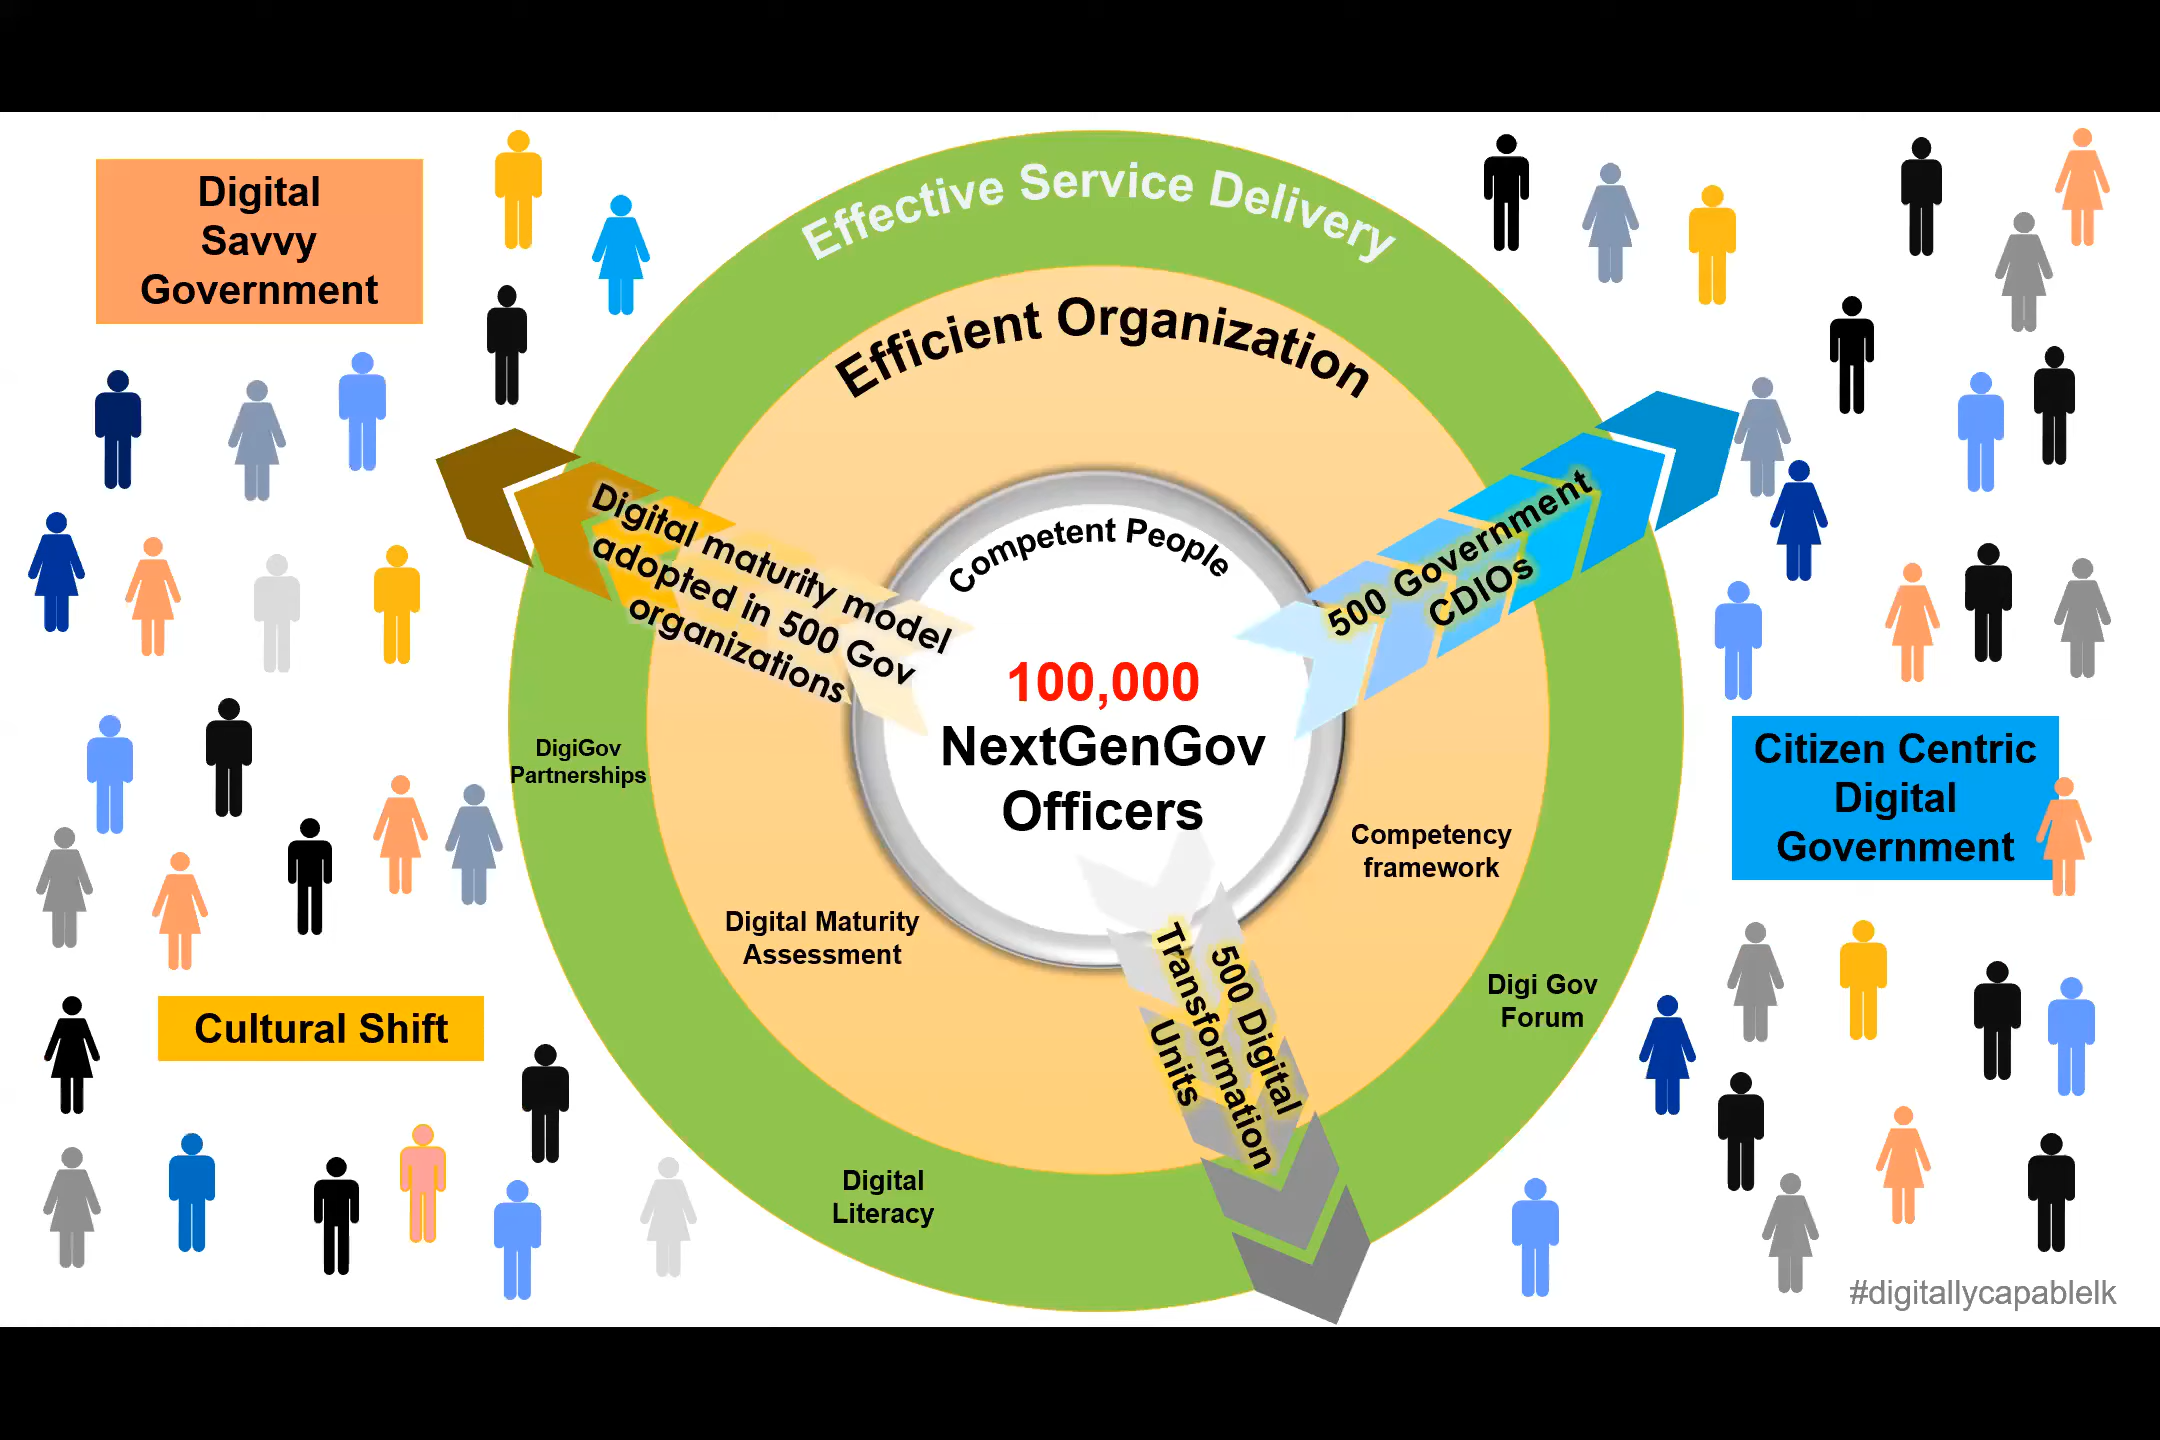 Digital
Savvy
Government
Effective Service Delivery
Efficient Organization
Competent People
Digital maturity model
adopted in 500 Gov
organizations
500 Government
CDIOs
100,000
NextGenGov
Officers
DigiGov
Partnerships
Citizen Centric
Digital
Government
Competency
framework
Digital Maturity
Assessment
500 Digital
Transformation
Units
Digi Gov
Forum
Cultural Shift
Digital
Literacy
#digitallycapablelk